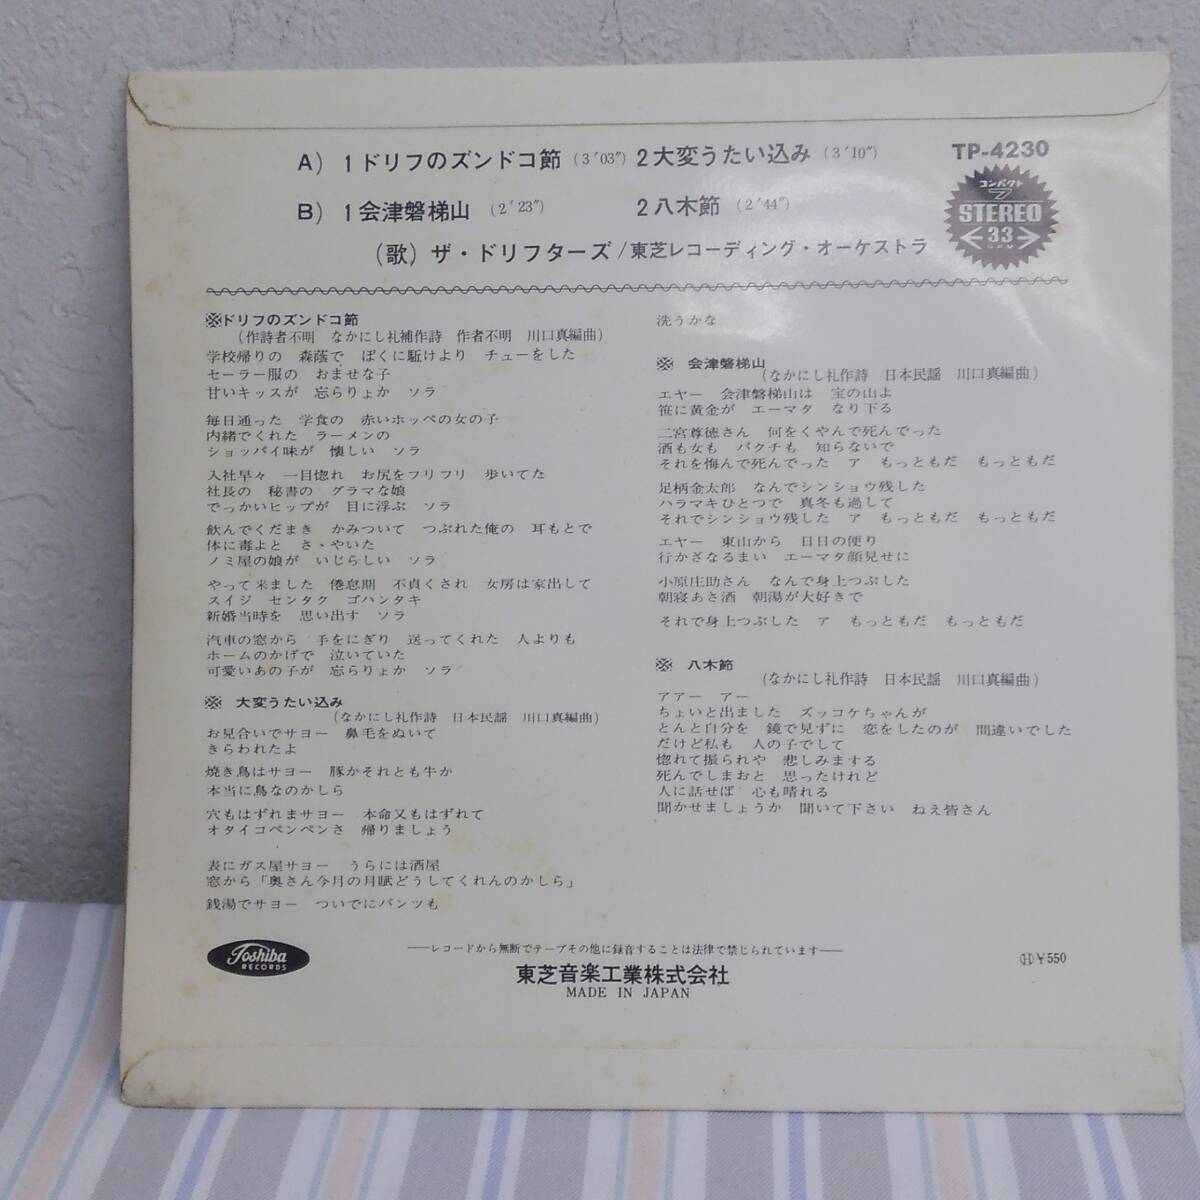 A) 1ドリフのズンドコ節 (3′03″) 2大変うたい込み (3′10″)
B) 1会津磐梯山 (2′23″) 2八木節 (2′44″)
(歌) ザ・ドリフターズ/東芝レコーディング・オーケストラ
TP-4230
コンパクト
7
STEREO
33
RPM
※ドリフのズンドコ節
(作詩者不明 なかにし礼補作詩 作者不明 川口真編曲)
学校帰りの 森蔭で ぼくに駈けより チューをした
セーラー服の おませな子
甘いキッスが 忘らりょか ソラ
毎日通った 学食の 赤いホッペの女の子
内緒でくれた ラーメンの
ショッパイ味が 懐しい ソラ
入社早々 一目惚れ お尻をフリフリ 歩いてた
社長の 秘書の グラマな娘
でっかいヒップが 目に浮ぶ ソラ
飲んでくだまき かみついて つぶれた俺の 耳もとで
体に毒よと さゝやいた
ノミ屋の娘が いじらしい ソラ
やって来ました 倦怠期 不貞くされ 女房は家出して
スイジ センタク ゴハンタキ
新婚当時を 思い出す ソラ
汽車の窓から 手をにぎり 送ってくれた 人よりも
ホームのかげで 泣いていた
可愛いあの子が 忘らりょか ソラ
※ 大変うたい込み
(なかにし礼作詩 日本民謡 川口真編曲)
お見合いでサヨー 鼻毛をぬいて
きらわれたよ
焼き鳥はサヨー 豚かそれとも牛か
本当に鳥なのかしら
穴もはずれまサヨー 本命又もはずれて
オタイコペンペンさ 帰りましょう
表にガス屋サヨー うらには酒屋
窓から「奥さん今月の月賦どうしてくれんのかしら」
銭湯でサヨー ついでにパンツも
洗うかな
※ 会津磐梯山
(なかにし礼作詩 日本民謡 川口真編曲)
エヤー 会津磐梯山は 宝の山よ
笹に黄金が エーマタ なり下る
二宮尊徳さん 何をくやんで死んでった
酒も女も バクチも 知らないで
それを悔んで死んでった ア もっともだ もっともだ
足柄金太郎 なんでシンショウ残した
ハラマキひとつで 真冬も過して
それでシンショウ残した ア もっともだ もっともだ
エヤー 東山から 日日の便り
行かざなるまい エーマタ顔見せに
小原庄助さん なんで身上つぶした
朝寝あさ酒 朝湯が大好きで
それで身上つぶした ア もっともだ もっともだ
※ 八木節
(なかにし礼作詩 日本民謡 川口真編曲)
アアー アー
ちょいと出ました ズッコケちゃんが
とんと自分を 鏡で見ずに 恋をしたのが 間違いでした
だけど私も 人の子でして
惚れて振られや 悲しみまする
死んでしまおと 思ったけれど
人に話せば 心も晴れる
聞かせましょうか 聞いて下さい ねえ皆さん
Toshiba
RECORDS
──レコードから無断でテープその他に録音することは法律で禁じられています──
東芝音楽工業株式会社
MADE IN JAPAN
Ⓗ¥550